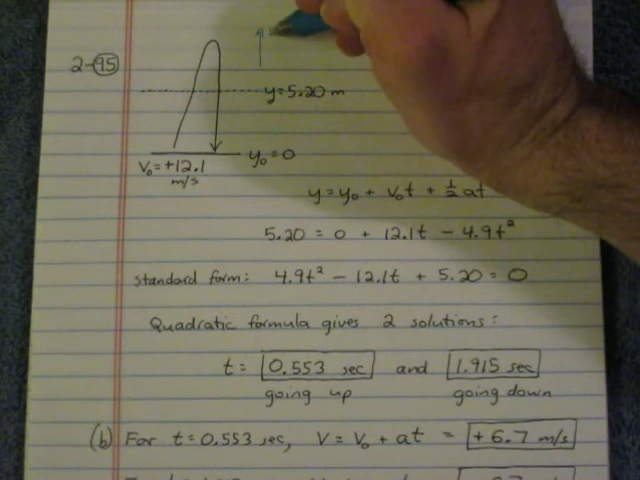 2-95
y=5.20 m
V₀=+12.1 m/s
y₀=0
y = y₀ + V₀t + ½ at
5.20 = 0 + 12.1t - 4.9t²
standard form: 4.9t² - 12.1t + 5.20 = 0
Quadratic formula gives 2 solutions:
t = 0.553 sec and 1.915 sec
going up going down
(b) For t=0.553 sec, V = V₀ + at = +6.7 m/s